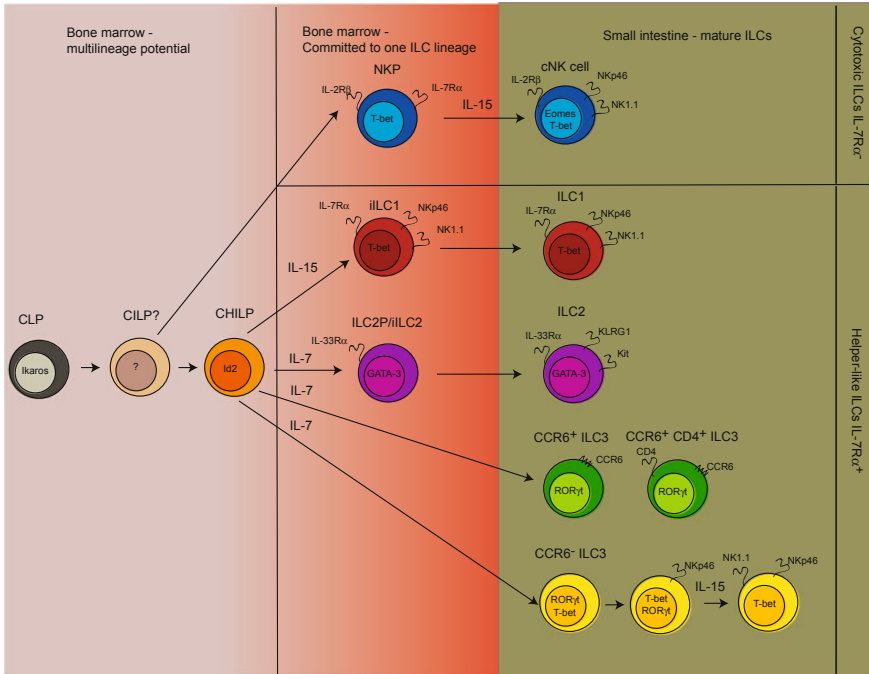 Bone marrow -
multilineage potential
Bone marrow -
Committed to one ILC lineage
Small intestine - mature ILCs
Cytotoxic ILCs IL-7Rα⁻
Helper-like ILCs IL-7Rα⁺
NKP
IL-2Rβ
IL-7Rα
T-bet
IL-15
cNK cell
IL-2Rβ
NKp46
NK1.1
Eomes
T-bet
iILC1
IL-7Rα
NKp46
NK1.1
T-bet
IL-15
ILC1
IL-7Rα
NKp46
NK1.1
T-bet
CLP
Ikaros
CILP?
?
CHILP
Id2
IL-7
IL-7
IL-7
ILC2P/iILC2
IL-33Rα
GATA-3
ILC2
IL-33Rα
KLRG1
Kit
GATA-3
CCR6⁺ ILC3
CCR6
RORγt
CCR6⁺ CD4⁺ ILC3
CD4
CCR6
RORγt
CCR6⁻ ILC3
RORγt
T-bet
NKp46
T-bet
RORγt
IL-15
NK1.1
NKp46
T-bet